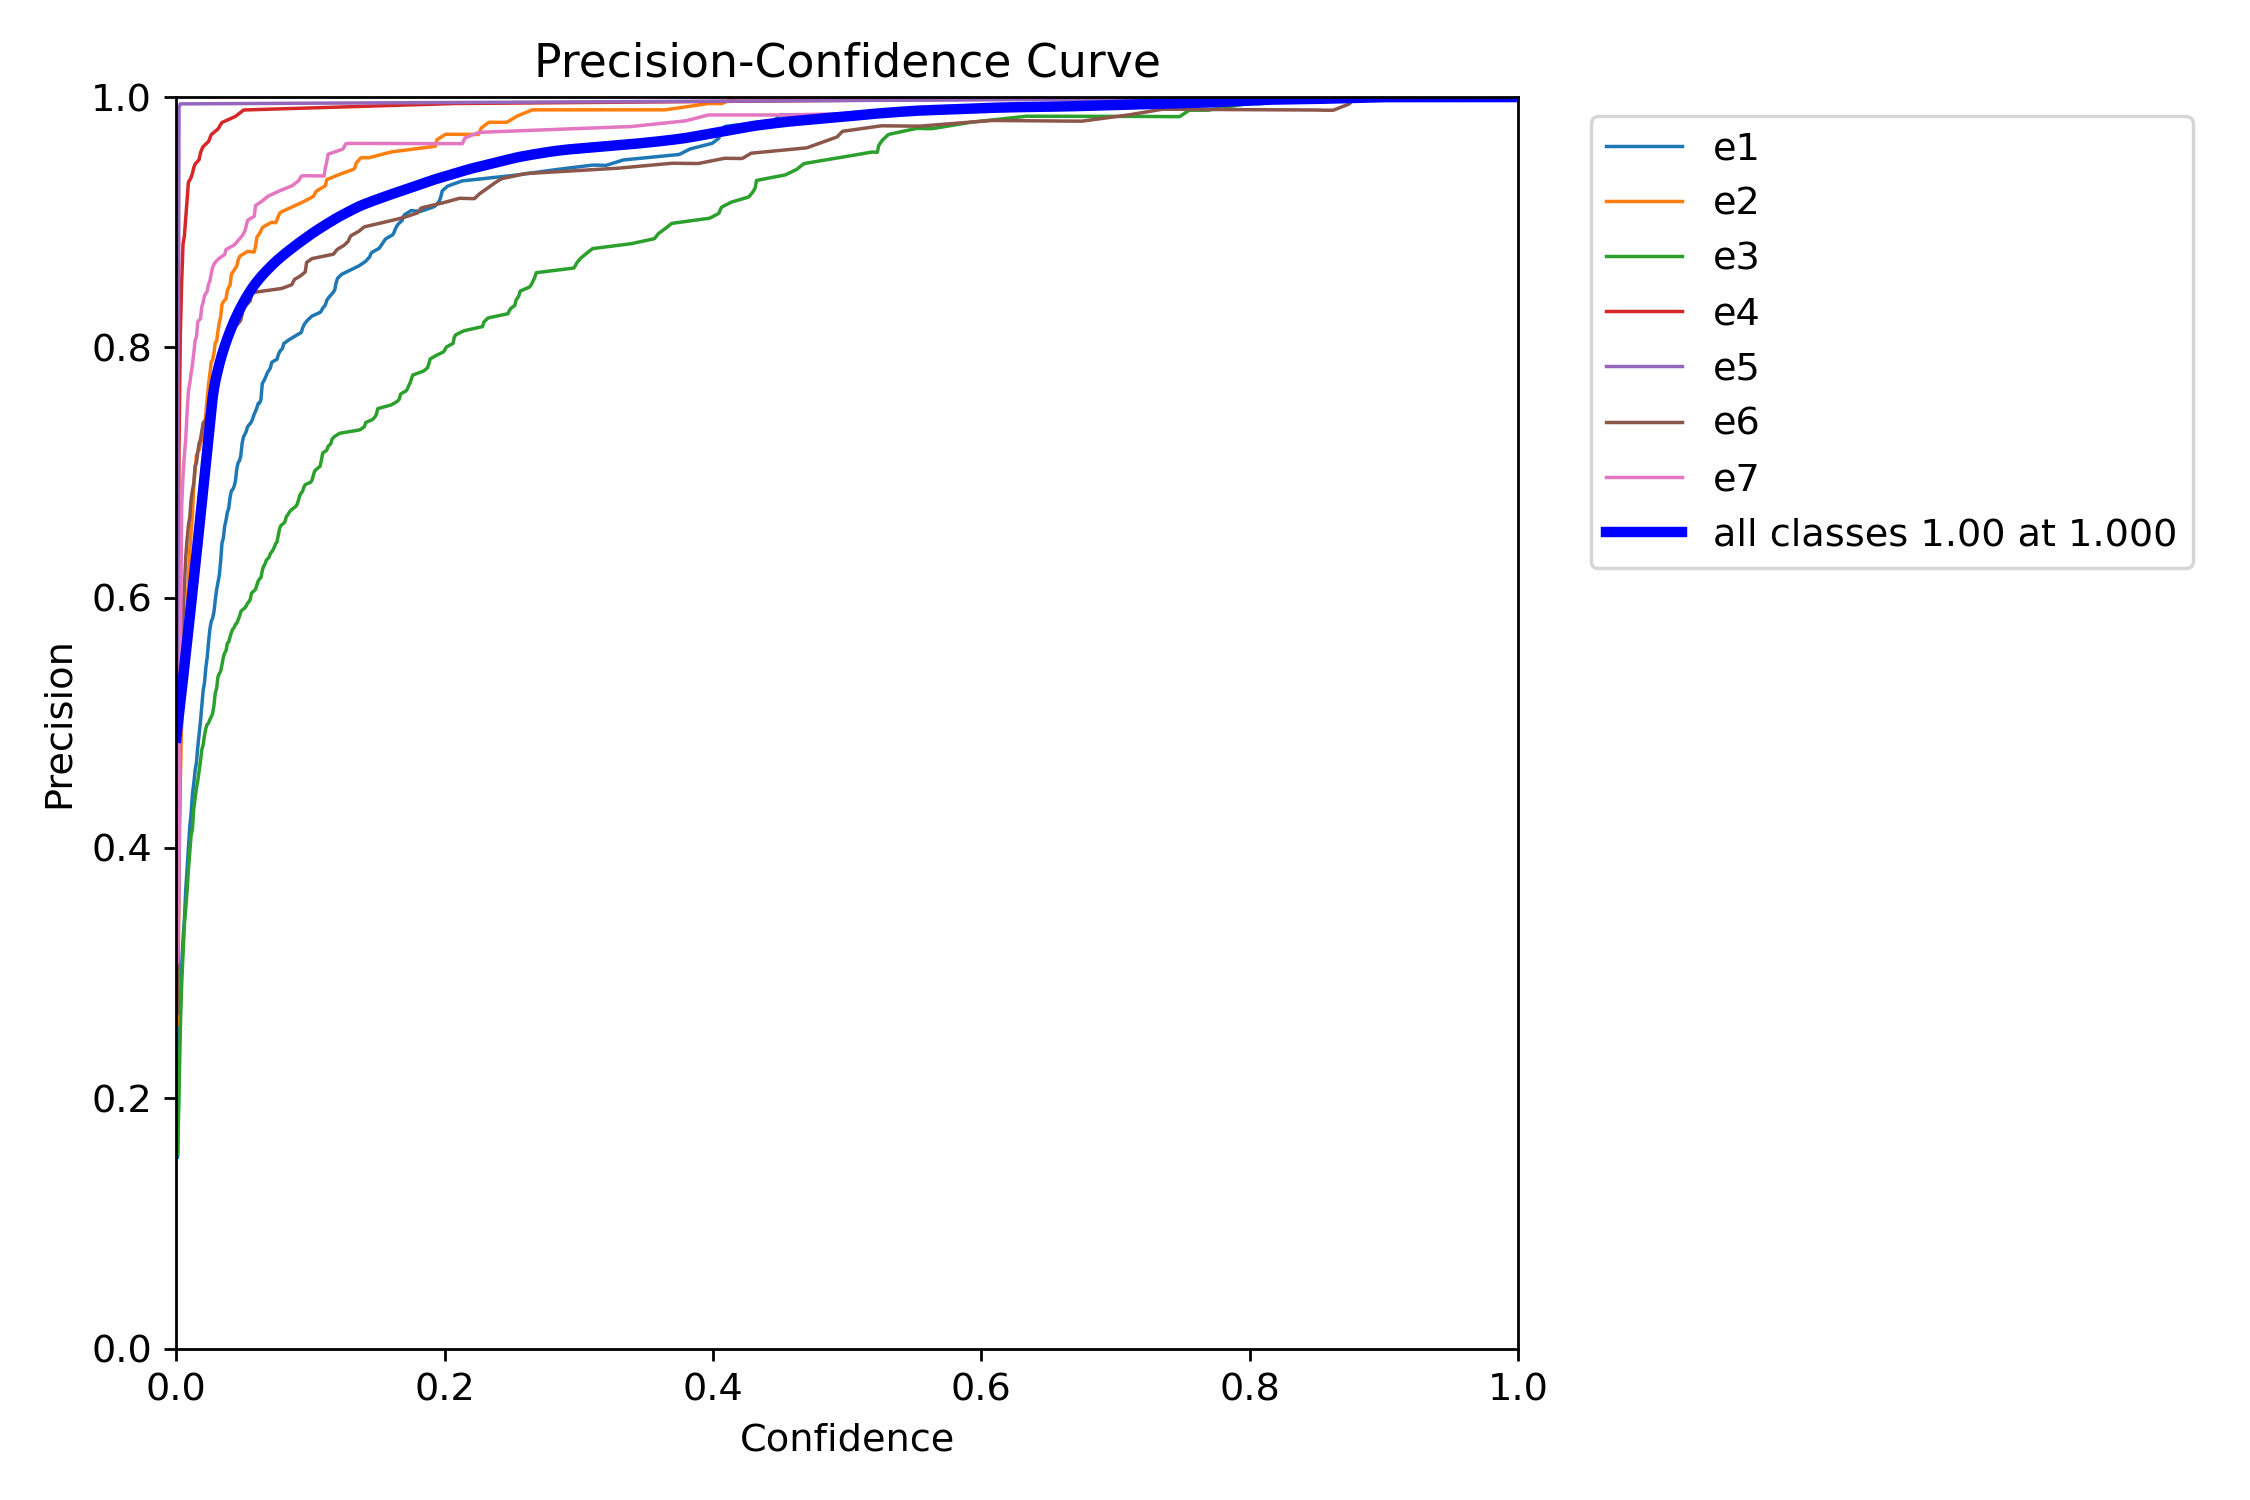 Precision-Confidence Curve
1.0
0.8
0.6
0.4
0.2
0.0
Precision
0.0 0.2 0.4 0.6 0.8 1.0
Confidence
e1
e2
e3
e4
e5
e6
e7
all classes 1.00 at 1.000